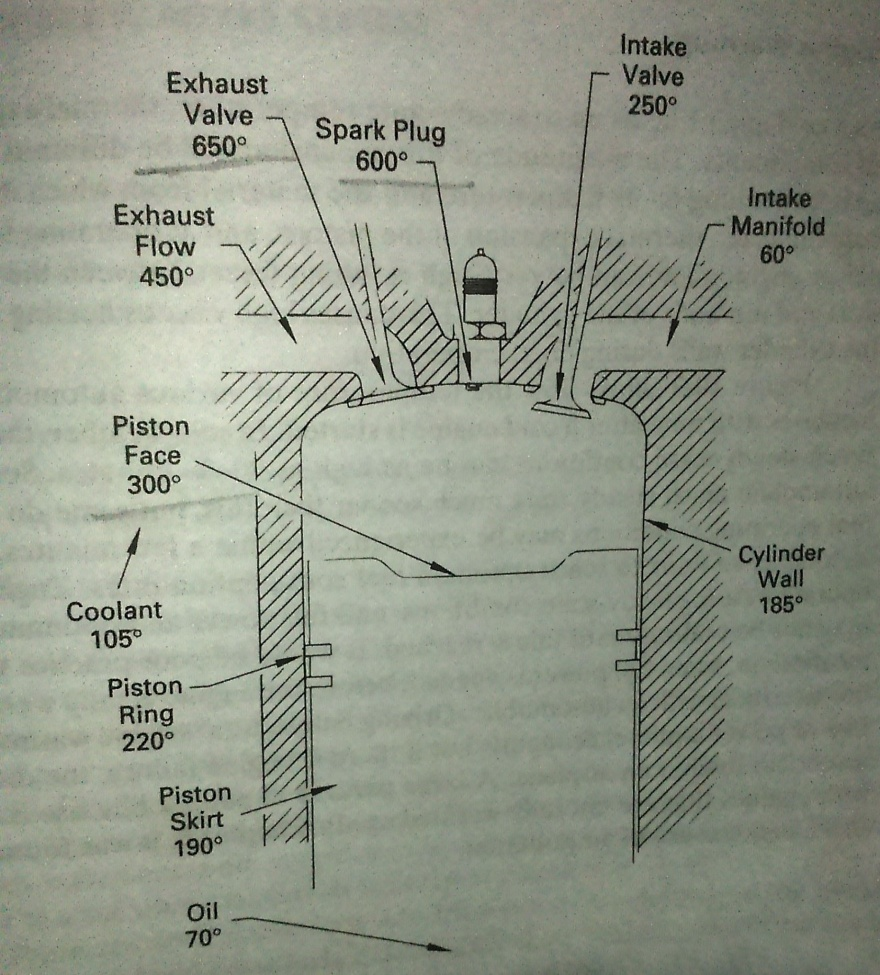 Intake
Valve
250°
Exhaust
Valve
650°
Spark Plug
600°
Intake
Manifold
60°
Exhaust
Flow
450°
Piston
Face
300°
Cylinder
Wall
185°
Coolant
105°
Piston
Ring
220°
Piston
Skirt
190°
Oil
70°